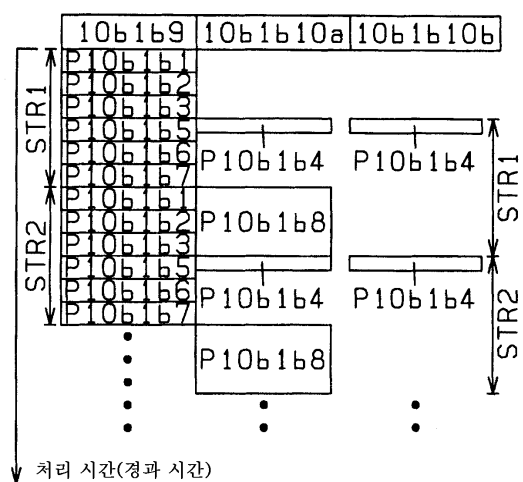 10b1b9 10b1b10a 10b1b10b
P10b1b1
P10b1b2
P10b1b3
P10b1b5
P10b1b6
P10b1b7
P10b1b4 P10b1b4
STR1
STR1
P10b1b1
P10b1b2
P10b1b3
P10b1b5
P10b1b6
P10b1b7
P10b1b8
STR2
P10b1b4 P10b1b4
STR2
P10b1b8
처리 시간(경과 시간)